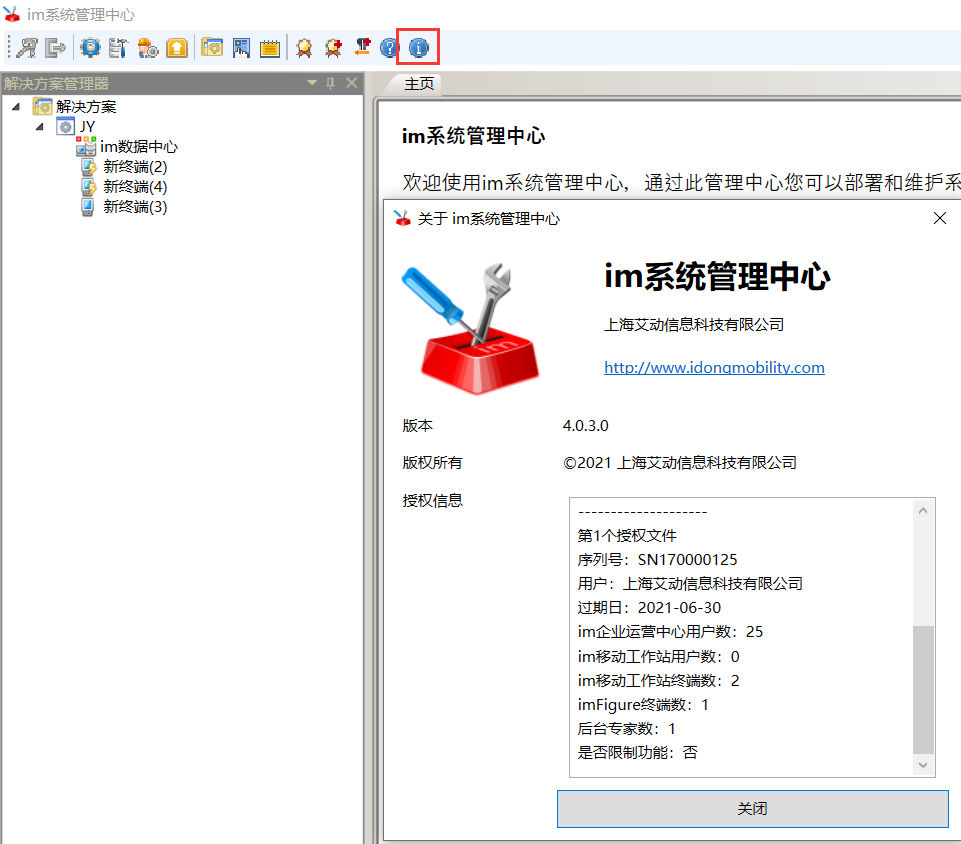 im系统管理中心
解决方案管理器
主页
解决方案
JY
im数据中心
新终端(2)
新终端(4)
新终端(3)
im系统管理中心
欢迎使用im系统管理中心，通过此管理中心您可以部署和维护系
关于 im系统管理中心
im
im系统管理中心
上海艾动信息科技有限公司
http://www.idongmobility.com
版本 4.0.3.0
版权所有 ©2021 上海艾动信息科技有限公司
授权信息
--------------------
第1个授权文件
序列号：SN170000125
用户：上海艾动信息科技有限公司
过期日：2021-06-30
im企业运营中心用户数：25
im移动工作站用户数：0
im移动工作站终端数：2
imFigure终端数：1
后台专家数：1
是否限制功能：否
关闭